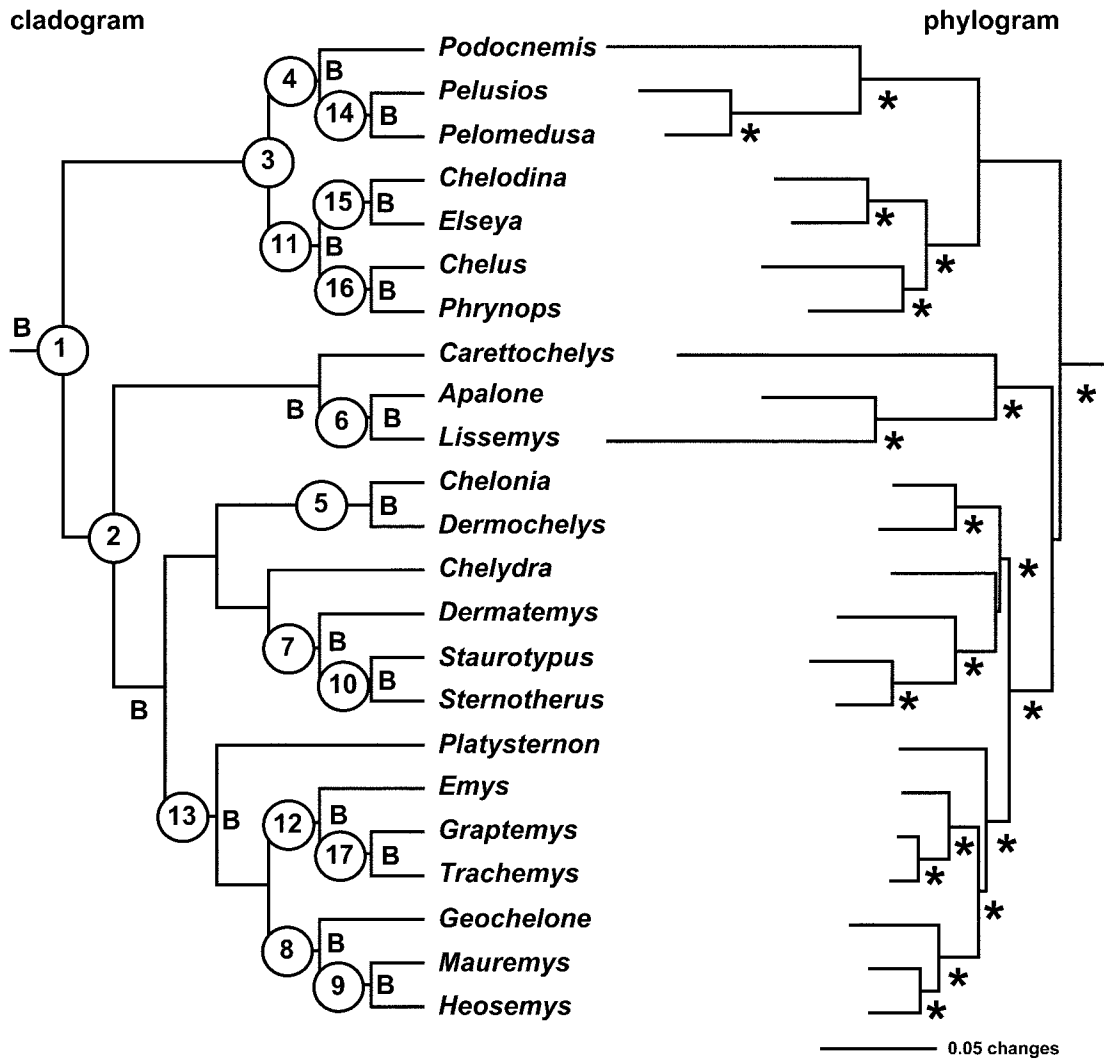 cladogram phylogram
4 B Podocnemis
14 B Pelusios
* Pelomedusa *
3
15 B Chelodina
11 B Elseya *
16 B Chelus *
Phrynops *
B 1
Carettochelys
B 6 B Apalone * *
Lissemys *
5 B Chelonia
2 Dermochelys *
Chelydra *
7 B Dermatemys
10 B Staurotypus *
B Sternotherus * *
Platysternon
13 B 12 B Emys
17 B Graptemys * *
Trachemys *
8 B Geochelone *
9 B Mauremys *
Heosemys *
0.05 changes